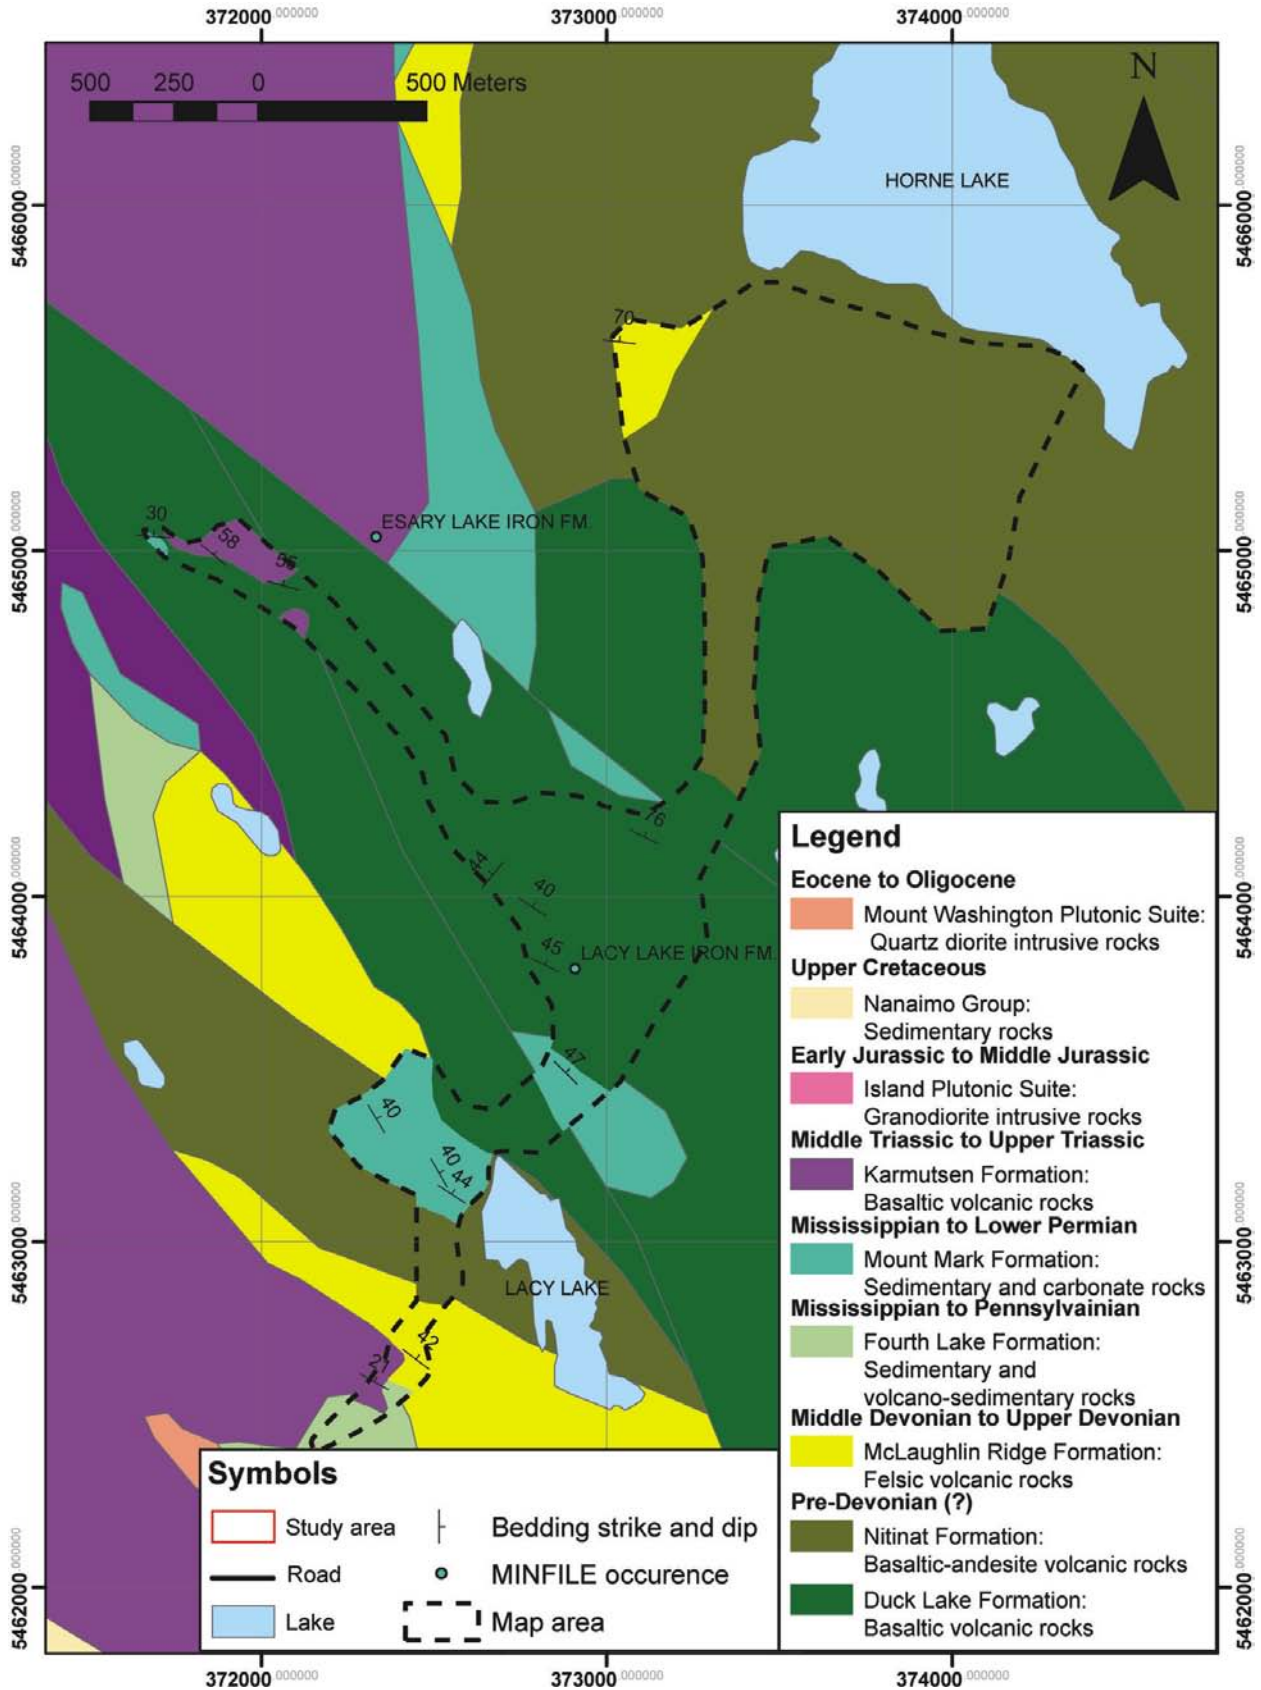 372000.000000 373000.000000 374000.000000
500 250 0 500 Meters
N
HORNE LAKE
5466000.000000 5466000.000000
70
30
ESARY LAKE IRON FM.
58
55
5465000.000000 5465000.000000
76
44
40
5464000.000000 5464000.000000
45
LACY LAKE IRON FM.
47
40
40
44
5463000.000000 5463000.000000
LACY LAKE
42
21
5462000.000000 5462000.000000
Legend
Eocene to Oligocene
Mount Washington Plutonic Suite:
Quartz diorite intrusive rocks
Upper Cretaceous
Nanaimo Group:
Sedimentary rocks
Early Jurassic to Middle Jurassic
Island Plutonic Suite:
Granodiorite intrusive rocks
Middle Triassic to Upper Triassic
Karmutsen Formation:
Basaltic volcanic rocks
Mississippian to Lower Permian
Mount Mark Formation:
Sedimentary and carbonate rocks
Mississippian to Pennsylvainian
Fourth Lake Formation:
Sedimentary and
volcano-sedimentary rocks
Middle Devonian to Upper Devonian
McLaughlin Ridge Formation:
Felsic volcanic rocks
Pre-Devonian (?)
Nitinat Formation:
Basaltic-andesite volcanic rocks
Duck Lake Formation:
Basaltic volcanic rocks
Symbols
Study area
Bedding strike and dip
Road
MINFILE occurence
Lake
Map area
372000.000000 373000.000000 374000.000000